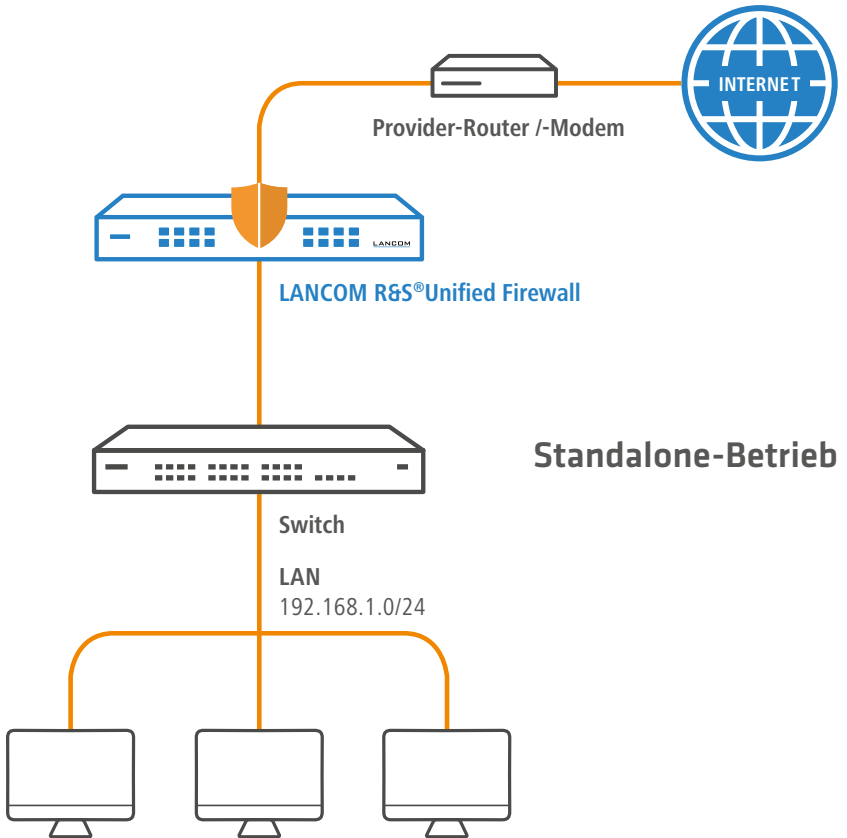 INTERNET
Provider-Router /-Modem
LANCOM
LANCOM R&S®Unified Firewall
Standalone-Betrieb
Switch
LAN
192.168.1.0/24